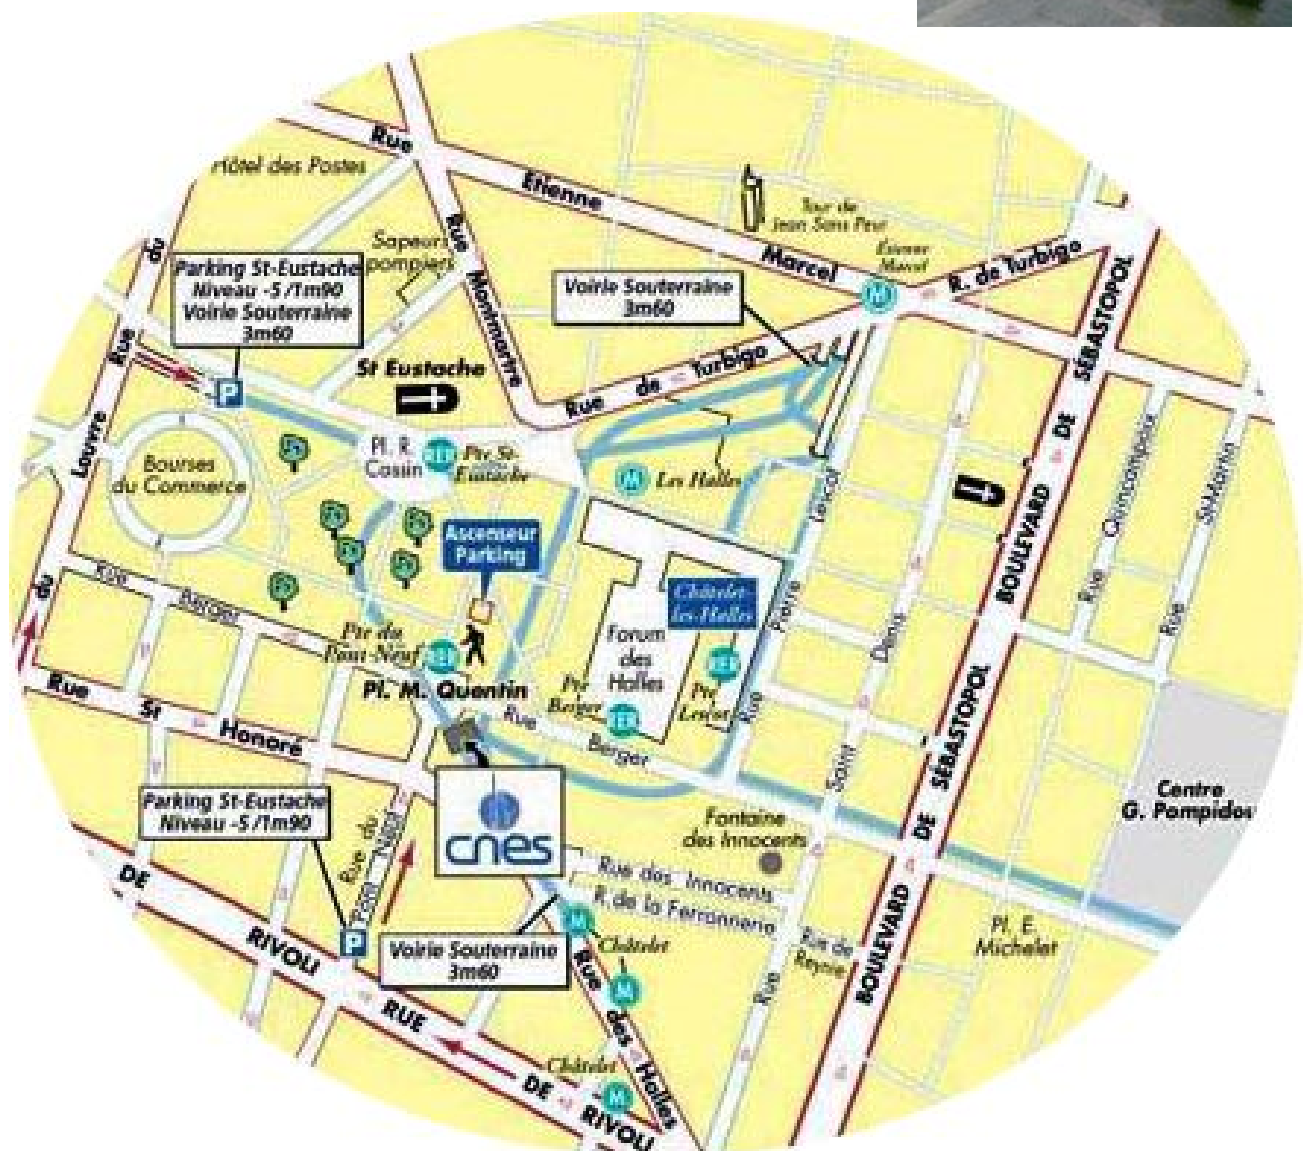 Rue
Hôtel des Postes
Etienne
Tour de
Jean Sans Peur
Etienne
Marcel
Marcel
M
R. de Turbigo
du
Sapeurs
pompiers
Rue
Montmartre
Parking St-Eustache
Niveau -5 /1m90
Voirie Souterraine
3m60
Voirie Souterraine
3m60
SÉBASTOPOL
Rue
P
St Eustache
Rue de Turbigo
DE
Louvre
Bourses
du Commerce
Pl. R.
Cassin
RER
Pte St-
Eustache
M
Les Halles
Lescot
BOULEVARD
Rue Quincampoix
St-Martin
Rue
Ascenseur
Parking
Châtelet-
les-Halles
Pierre
Rue
Berger
du
Forum
des
Halles
Denis
Pte du
Pont-Neuf
RER
RER
Pl. M. Quentin
Pte
Berger
RER
Pte
Lescot
Rue
SÉBASTOPOL
Rue
St
Honoré
Rue
Berger
Saint
DE
Centre
G. Pompidou
Parking St-Eustache
Niveau -5 /1m90
cnes
Fontaine
des Innocents
Rue du
Pont Neuf
DE
Rue des Innocents
R. de la Ferronnerie
BOULEVARD
Pl. E.
Michelet
RIVOLI
P
Voirie Souterraine
3m60
M
Châtelet
Rue de
Reynie
Rue
M
Rue
des
Halles
RUE
Châtelet
M
DE
RIVOLI